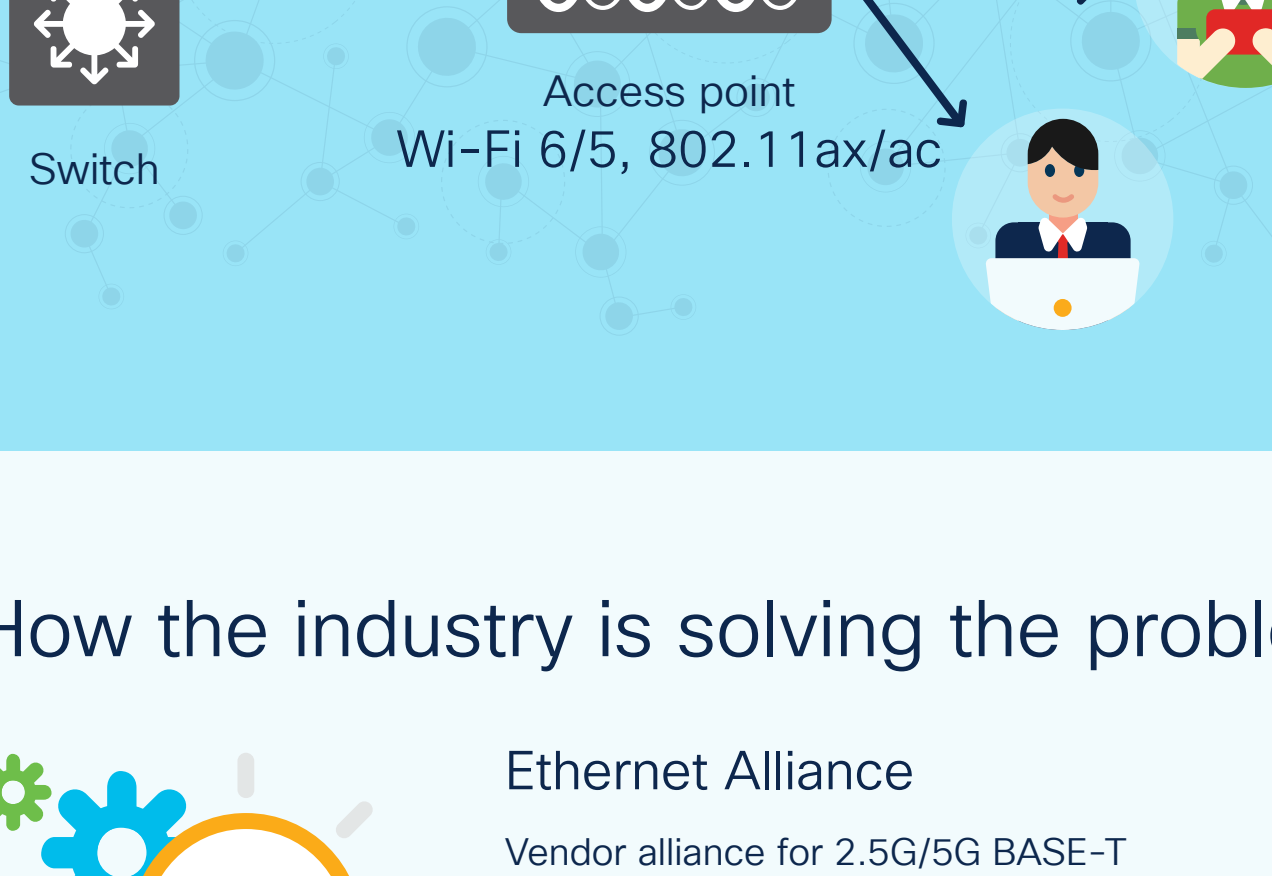 Access point
Wi-Fi 6/5, 802.11ax/ac
Switch
How the industry is solving the
Ethernet Alliance
Vendor alliance for 2.5G/5G BASE-T